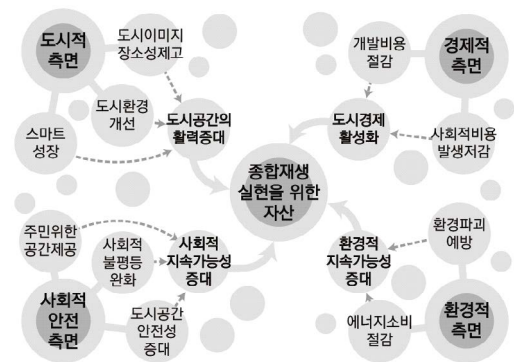 도시적
측면
도시이미지
장소성제고
도시환경
개선
스마트
성장
도시공간의
활력증대
개발비용
절감
경제적
측면
도시경제
활성화
사회적비용
발생저감
종합재생
실현을 위한
자산
주민위한
공간제공
사회적
불평등
완화
사회적
지속가능성
증대
사회적
안전
측면
도시공간
안전성
증대
환경적
지속가능성
증대
환경파괴
예방
에너지소비
절감
환경적
측면